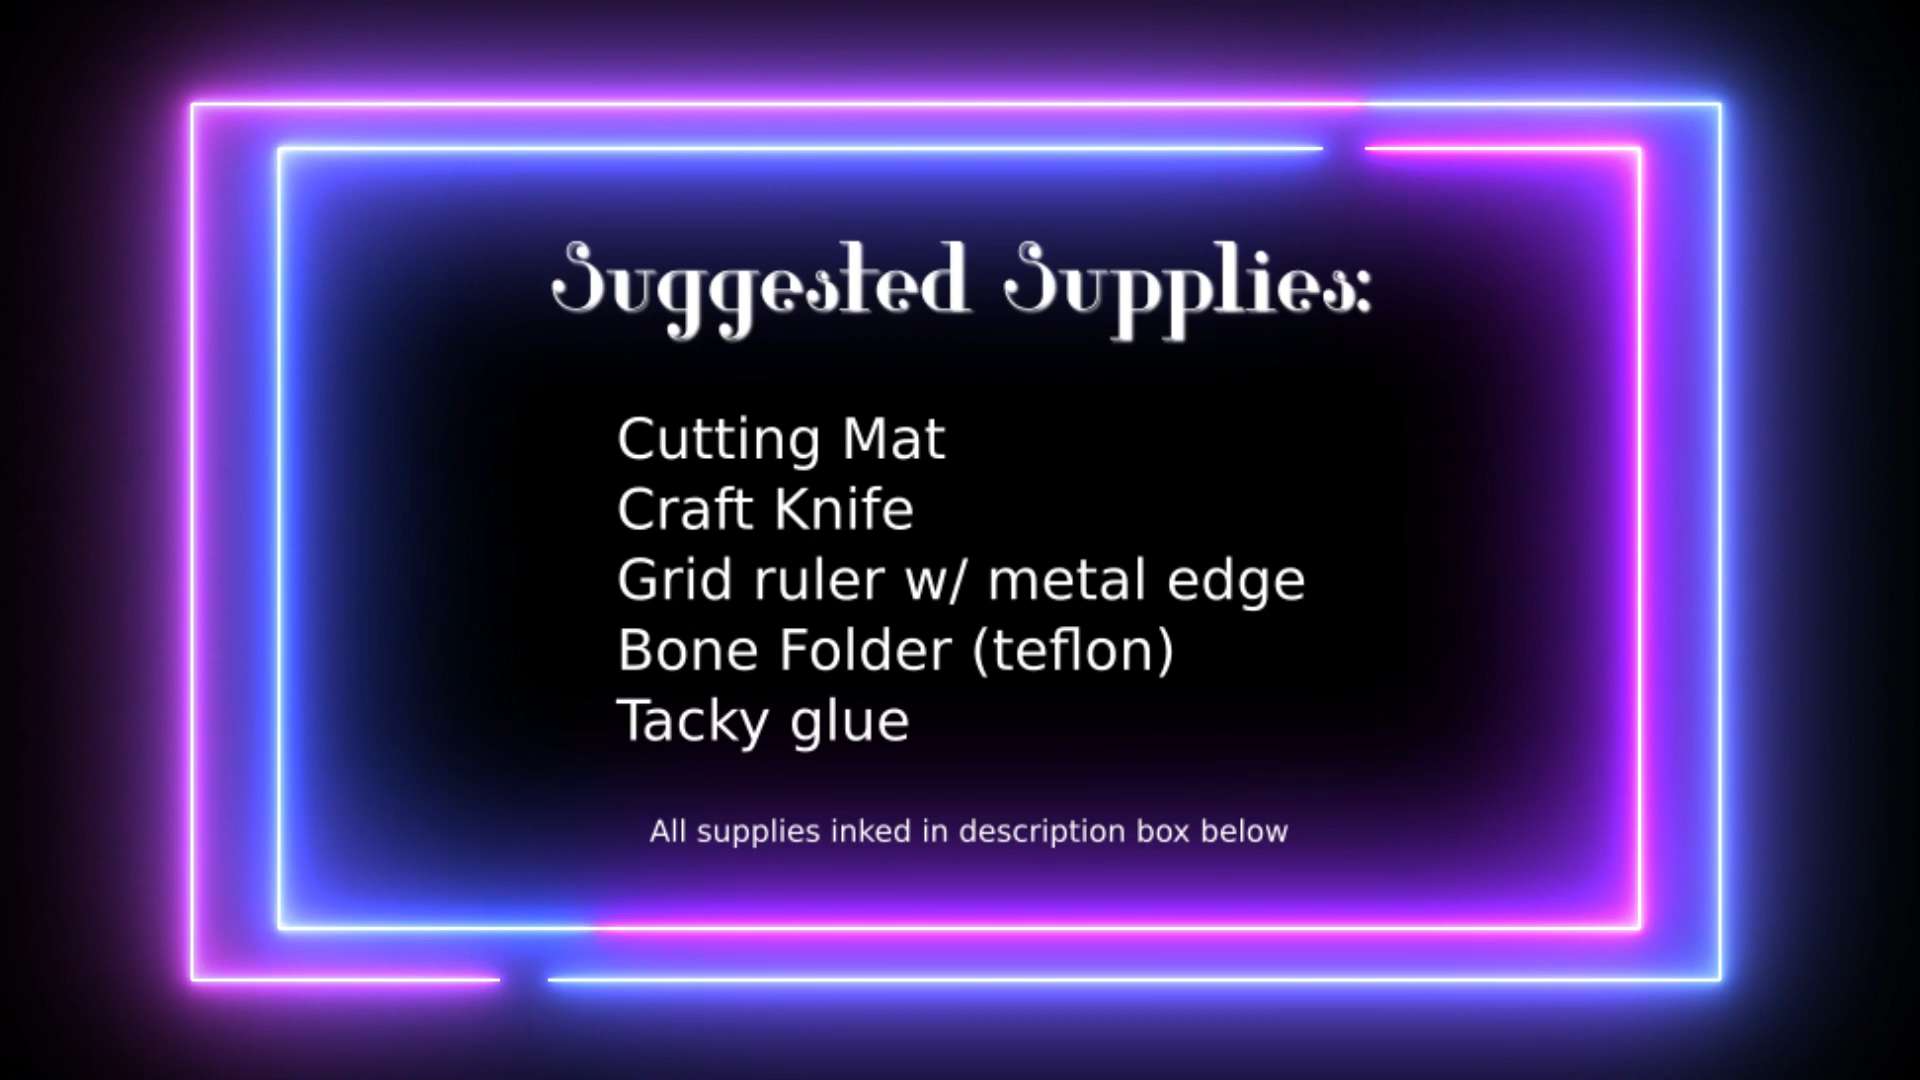 Suggested Supplies:
Cutting Mat
Craft Knife
Grid ruler w/ metal edge
Bone Folder (teflon)
Tacky glue
All supplies inked in description box below